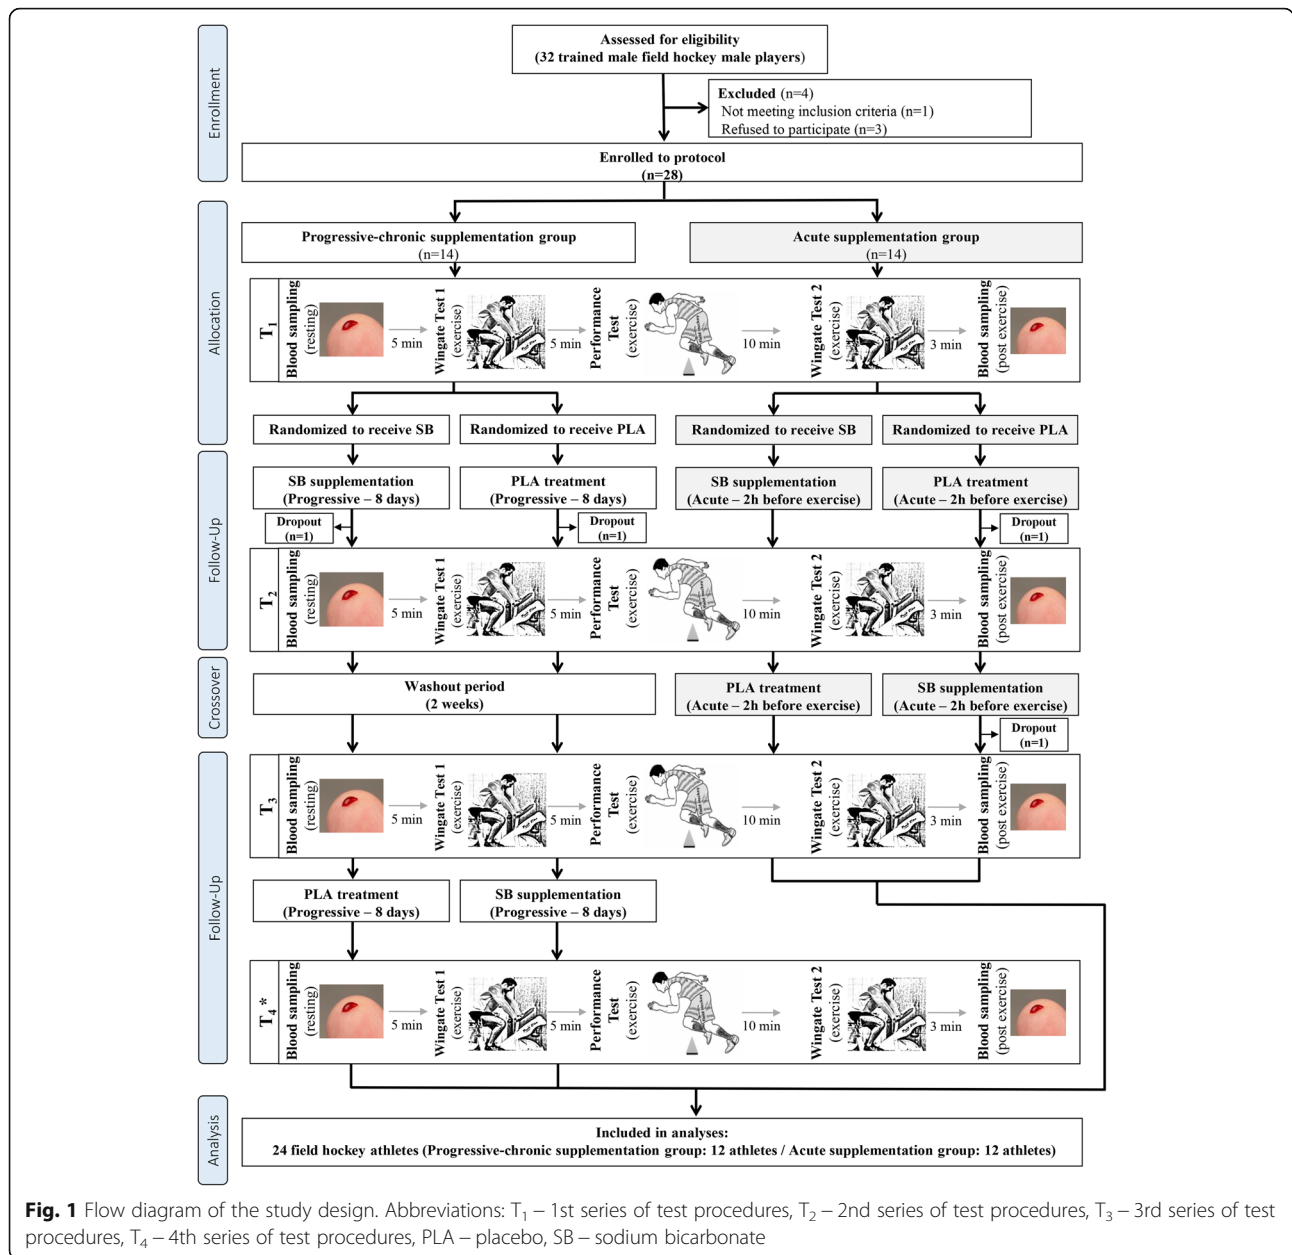 Enrollment
Assessed for eligibility
(32 trained male field hockey male players)
Excluded (n=4)
Not meeting inclusion criteria (n=1)
Refused to participate (n=3)
Enrolled to protocol
(n=28)
Allocation
Progressive-chronic supplementation group
(n=14)
Acute supplementation group
(n=14)
T1
Blood sampling
(resting)
5 min
Wingate Test 1
(exercise)
5 min
Performance
Test
(exercise)
10 min
Wingate Test 2
(exercise)
3 min
Blood sampling
(post exercise)
Randomized to receive SB
Randomized to receive PLA
Randomized to receive SB
Randomized to receive PLA
Follow-Up
SB supplementation
(Progressive – 8 days)
PLA treatment
(Progressive – 8 days)
SB supplementation
(Acute – 2h before exercise)
PLA treatment
(Acute – 2h before exercise)
Dropout
(n=1)
Dropout
(n=1)
Dropout
(n=1)
T2
Blood sampling
(resting)
5 min
Wingate Test 1
(exercise)
5 min
Performance
Test
(exercise)
10 min
Wingate Test 2
(exercise)
3 min
Blood sampling
(post exercise)
Crossover
Washout period
(2 weeks)
PLA treatment
(Acute – 2h before exercise)
SB supplementation
(Acute – 2h before exercise)
Dropout
(n=1)
Follow-Up
T3
Blood sampling
(resting)
5 min
Wingate Test 1
(exercise)
5 min
Performance
Test
(exercise)
10 min
Wingate Test 2
(exercise)
3 min
Blood sampling
(post exercise)
PLA treatment
(Progressive – 8 days)
SB supplementation
(Progressive – 8 days)
T4*
Blood sampling
(resting)
5 min
Wingate Test 1
(exercise)
5 min
Performance
Test
(exercise)
10 min
Wingate Test 2
(exercise)
3 min
Blood sampling
(post exercise)
Analysis
Included in analyses:
24 field hockey athletes (Progressive-chronic supplementation group: 12 athletes / Acute supplementation group: 12 athletes)
Fig. 1 Flow diagram of the study design. Abbreviations: T1 – 1st series of test procedures, T2 – 2nd series of test procedures, T3 – 3rd series of test
procedures, T4 – 4th series of test procedures, PLA – placebo, SB – sodium bicarbonate